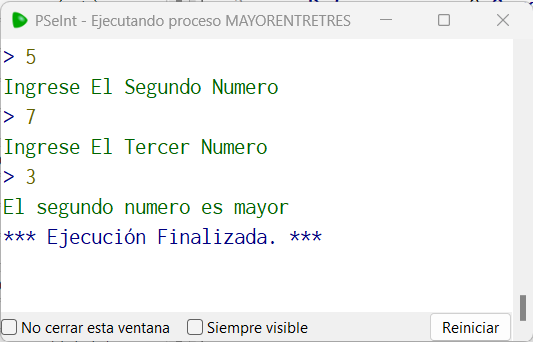 PSeInt - Ejecutando proceso MAYORENTRETRES
> 5
Ingrese El Segundo Numero
> 7
Ingrese El Tercer Numero
> 3
El segundo numero es mayor
*** Ejecución Finalizada. ***
No cerrar esta ventana Siempre visible Reiniciar